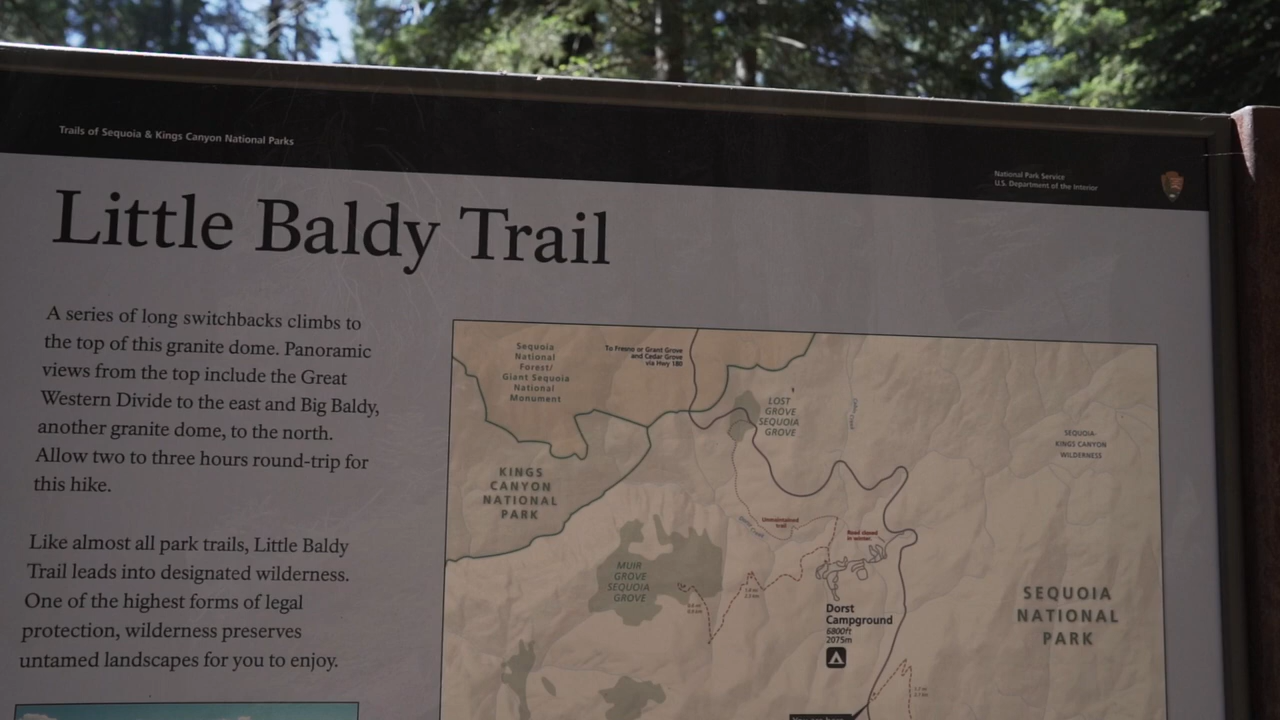 Trails of Sequoia & Kings Canyon National Parks
National Park Service
U.S. Department of the Interior
Little Baldy Trail
A series of long switchbacks climbs to
the top of this granite dome. Panoramic
views from the top include the Great
Western Divide to the east and Big Baldy,
another granite dome, to the north.
Allow two to three hours round-trip for
this hike.
Like almost all park trails, Little Baldy
Trail leads into designated wilderness.
One of the highest forms of legal
protection, wilderness preserves
untamed landscapes for you to enjoy.
Sequoia
National
Forest/
Giant Sequoia
National
Monument
To Fresno or Grant Grove
and Cedar Grove
via Hwy 180
LOST
GROVE
SEQUOIA
GROVE
SEQUOIA-
KINGS CANYON
WILDERNESS
KINGS
CANYON
NATIONAL
PARK
Unmaintained
trail
Road closed
in winter.
MUIR
GROVE
SEQUOIA
GROVE
Dorst
Campground
6800ft
2075m
SEQUOIA
NATIONAL
PARK
You are here